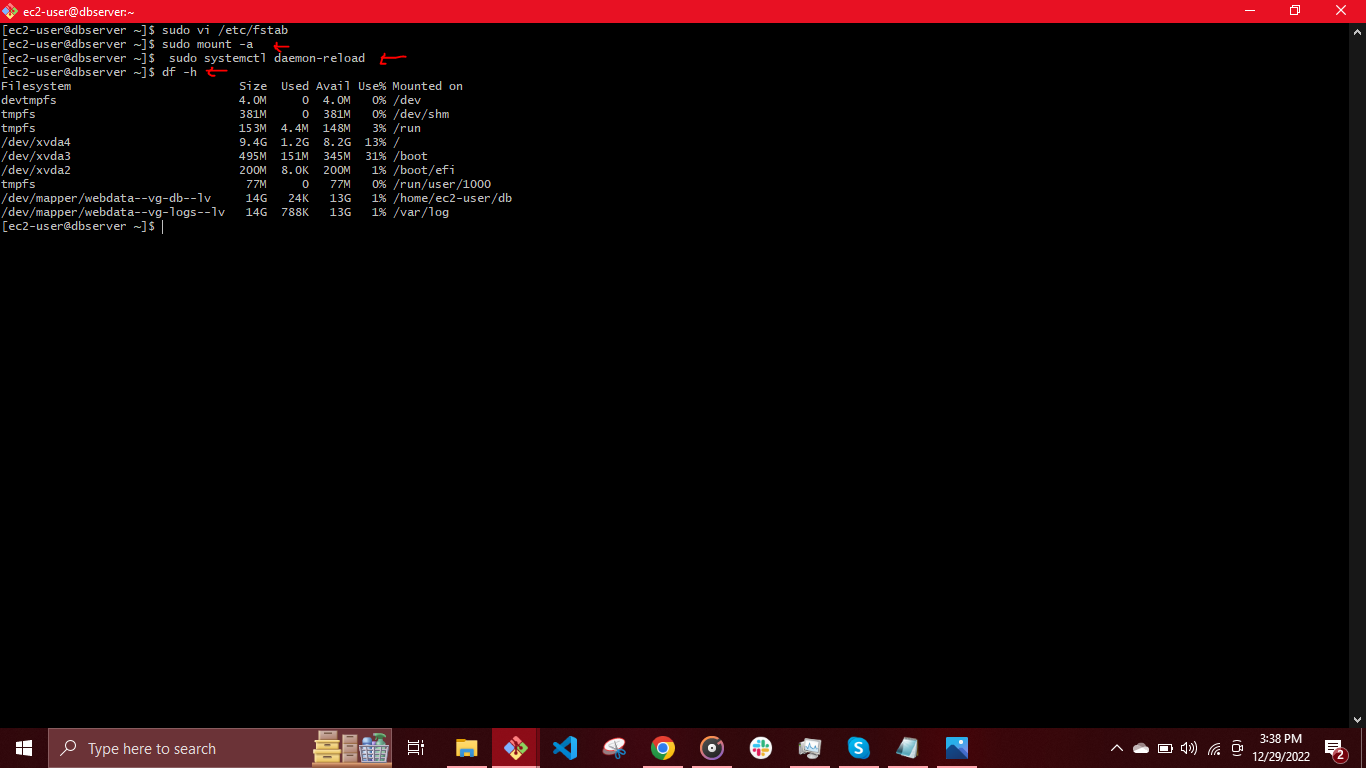 ec2-user@dbserver:~
[ec2-user@dbserver ~]$ sudo vi /etc/fstab
[ec2-user@dbserver ~]$ sudo mount -a
[ec2-user@dbserver ~]$  sudo systemctl daemon-reload
[ec2-user@dbserver ~]$ df -h
Filesystem                        Size  Used Avail Use% Mounted on
devtmpfs                          4.0M     0  4.0M   0% /dev
tmpfs                             381M     0  381M   0% /dev/shm
tmpfs                             153M  4.4M  148M   3% /run
/dev/xvda4                        9.4G  1.2G  8.2G  13% /
/dev/xvda3                        495M  151M  345M  31% /boot
/dev/xvda2                        200M  8.0K  200M   1% /boot/efi
tmpfs                              77M     0   77M   0% /run/user/1000
/dev/mapper/webdata--vg-db--lv     14G   24K   13G   1% /home/ec2-user/db
/dev/mapper/webdata--vg-logs--lv   14G  788K   13G   1% /var/log
[ec2-user@dbserver ~]$
Type here to search
3:38 PM
12/29/2022
2